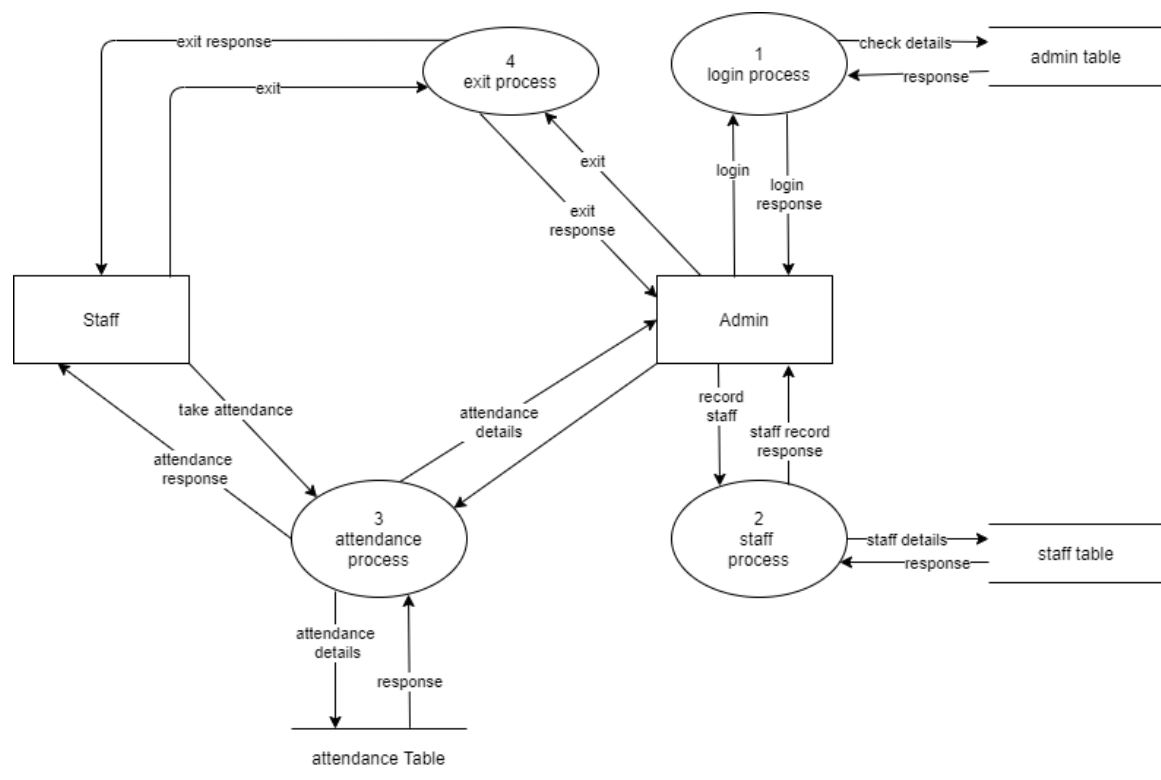 exit response
4
exit process
exit
1
login process
check details
response
admin table
exit
exit
response
login
login
response
Staff
Admin
take attendance
attendance
response
attendance
details
record
staff
staff record
response
3
attendance
process
2
staff
process
staff details
response
staff table
attendance
details
response
attendance Table